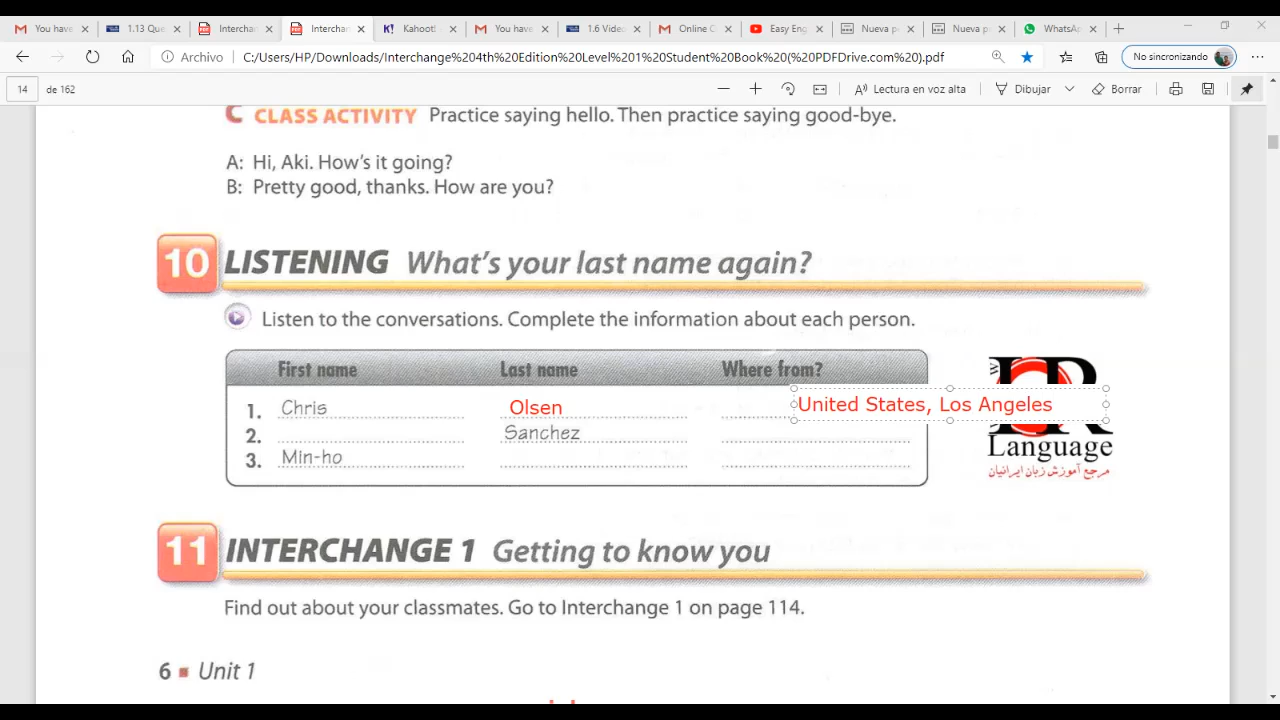 You have
1.13 Que
Interchan
Interchan
Kahoot!
You have
1.6 Video
Online C
Easy Eng
Nueva pe
Nueva pe
WhatsAp
Archivo
C:/Users/HP/Downloads/Interchange%204th%20Edition%20Level%201%20Student%20Book%20(%20PDFDrive.com%20).pdf
No sincronizando
14 de 162
Lectura en voz alta
Dibujar
Borrar
C CLASS ACTIVITY Practice saying hello. Then practice saying good-bye.
A: Hi, Aki. How's it going?
B: Pretty good, thanks. How are you?
10 LISTENING What's your last name again?
Listen to the conversations. Complete the information about each person.
First name Last name Where from?
1. Chris Olsen United States, Los Angeles
2. Sanchez
3. Min-ho
Language
مرجع آموزش زبان ایرانیان
11 INTERCHANGE 1 Getting to know you
Find out about your classmates. Go to Interchange 1 on page 114.
6 Unit 1